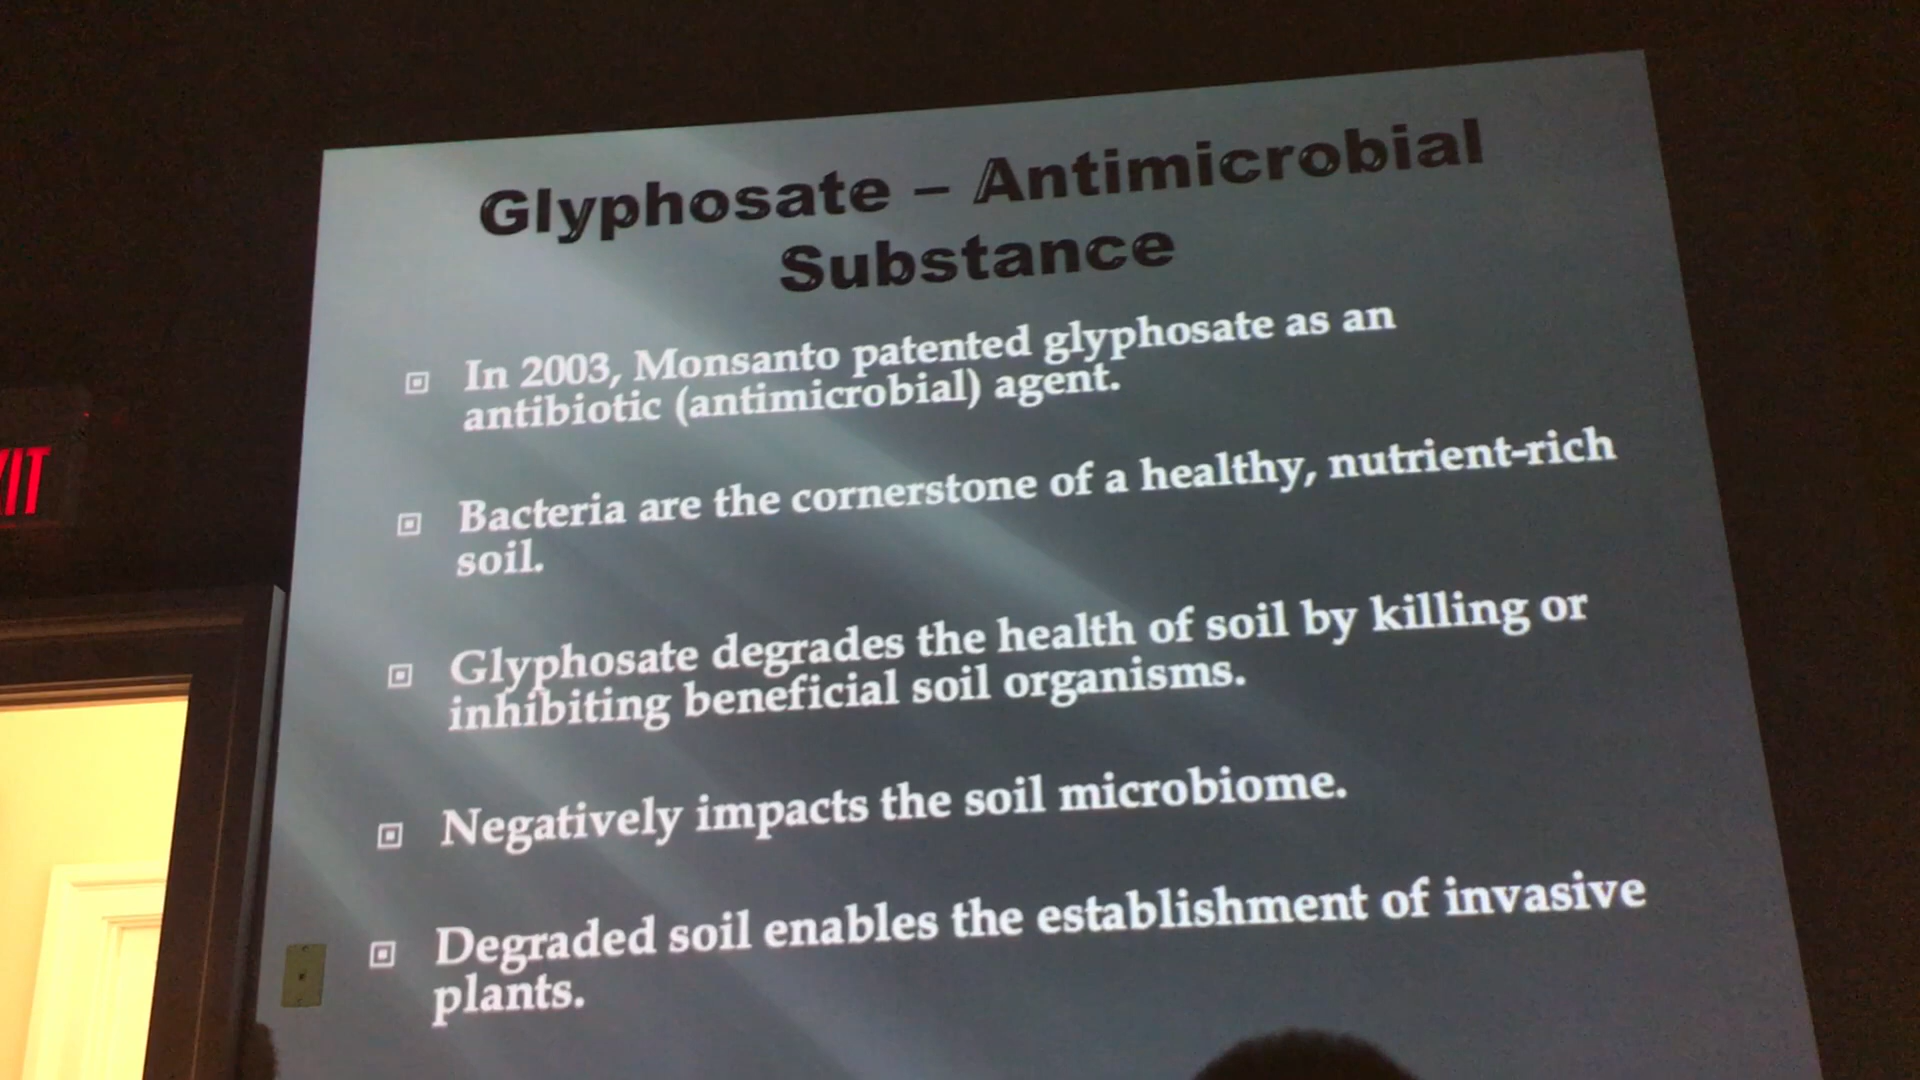 Glyphosate – Antimicrobial
Substance
In 2003, Monsanto patented glyphosate as an
antibiotic (antimicrobial) agent.
Bacteria are the cornerstone of a healthy, nutrient-rich
soil.
Glyphosate degrades the health of soil by killing or
inhibiting beneficial soil organisms.
Negatively impacts the soil microbiome.
Degraded soil enables the establishment of invasive
plants.
XIT